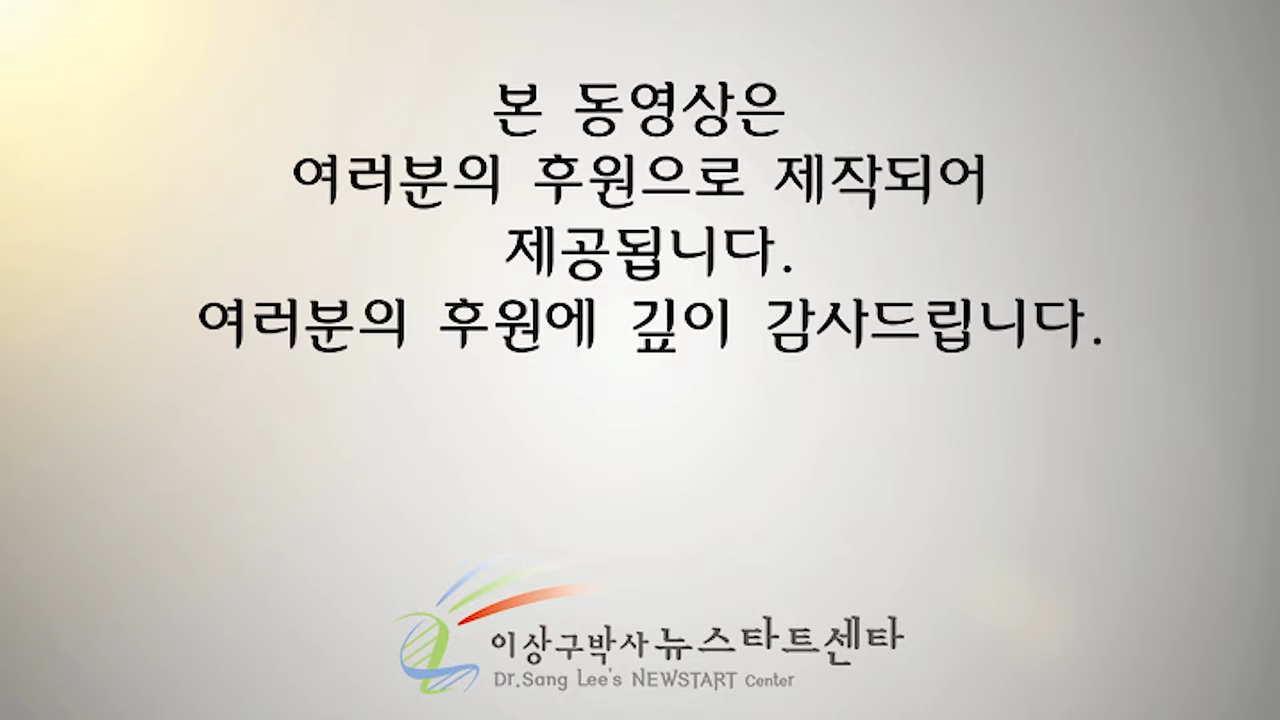 본 동영상은
여러분의 후원으로 제작되어
제공됩니다.
여러분의 후원에 깊이 감사드립니다.
이상구박사 뉴스타트센타
Dr.Sang Lee's NEWSTART Center